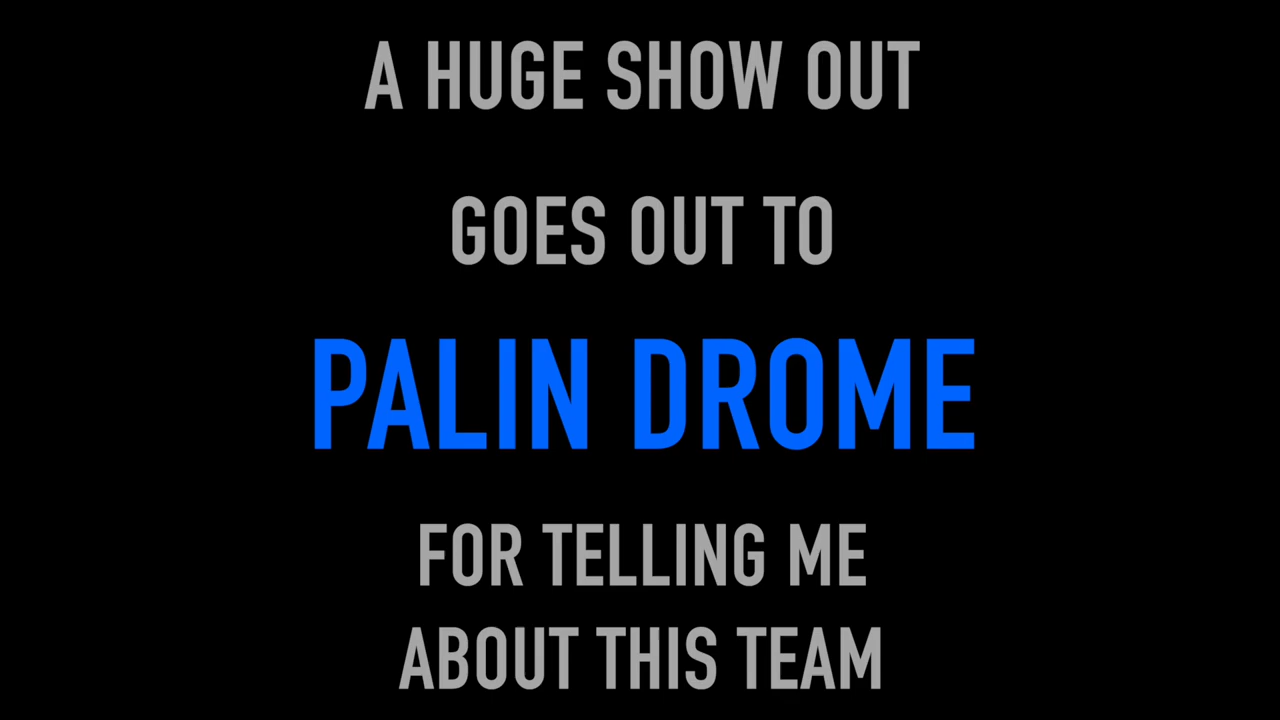 A HUGE SHOW OUT
GOES OUT TO
PALIN DROME
FOR TELLING ME
ABOUT THIS TEAM